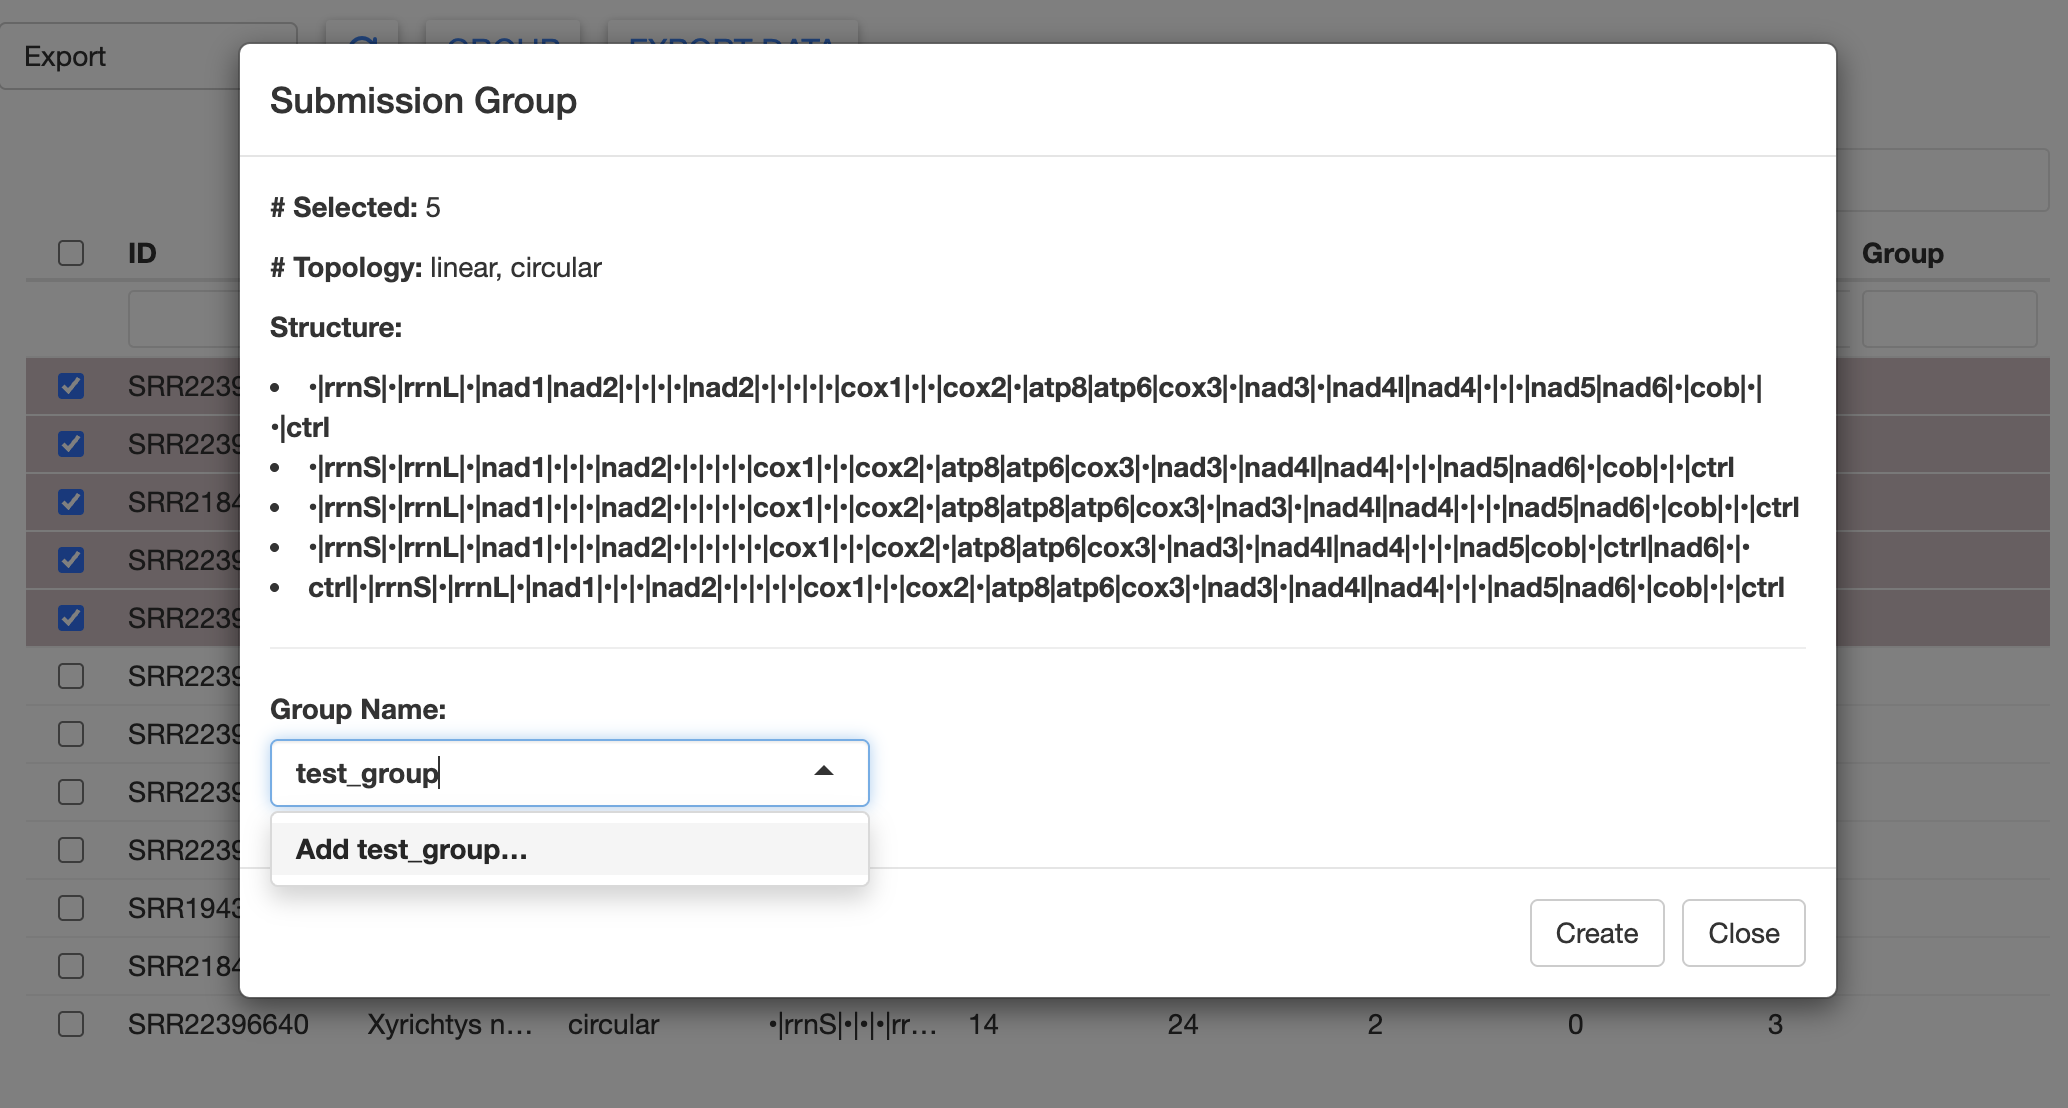 Export
GROUP
EXPORT DATA
Submission Group
# Selected: 5
# Topology: linear, circular
Structure:
• •|rrnS|•|rrnL|•|nad1|nad2|•|•|•|•|nad2|•|•|•|•|•|cox1|•|•|cox2|•|atp8|atp6|cox3|•|nad3|•|nad4l|nad4|•|•|•|nad5|nad6|•|cob|•|
•|ctrl
• •|rrnS|•|rrnL|•|nad1|•|•|•|nad2|•|•|•|•|•|cox1|•|•|cox2|•|atp8|atp6|cox3|•|nad3|•|nad4l|nad4|•|•|•|nad5|nad6|•|cob|•|•|ctrl
• •|rrnS|•|rrnL|•|nad1|•|•|•|nad2|•|•|•|•|•|cox1|•|•|cox2|•|atp8|atp8|atp6|cox3|•|nad3|•|nad4l|nad4|•|•|•|nad5|nad6|•|cob|•|•|ctrl
• •|rrnS|•|rrnL|•|nad1|•|•|•|nad2|•|•|•|•|•|•|cox1|•|•|cox2|•|atp8|atp6|cox3|•|nad3|•|nad4l|nad4|•|•|•|nad5|cob|•|ctrl|nad6|•|•
• ctrl|•|rrnS|•|rrnL|•|nad1|•|•|•|nad2|•|•|•|•|•|cox1|•|•|cox2|•|atp8|atp6|cox3|•|nad3|•|nad4l|nad4|•|•|•|nad5|nad6|•|cob|•|•|ctrl
Group Name:
test_group
Add test_group...
Create
Close
ID
Group
SRR2239
SRR2239
SRR2184
SRR2239
SRR2239
SRR2239
SRR2239
SRR2239
SRR2239
SRR1943
SRR2184
SRR22396640 Xyrichtys n... circular •|rrnS|•|•|•|rr... 14 24 2 0 3